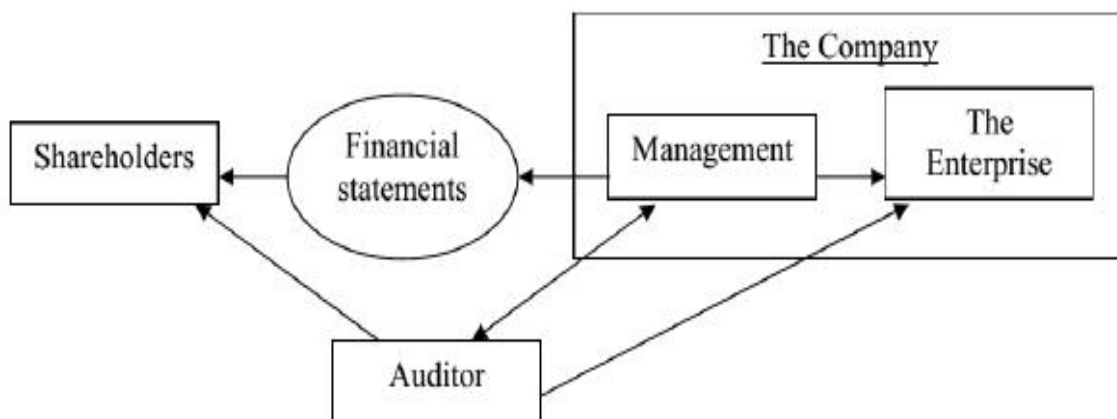 The Company
Shareholders
Financial
statements
Management
The
Enterprise
Auditor